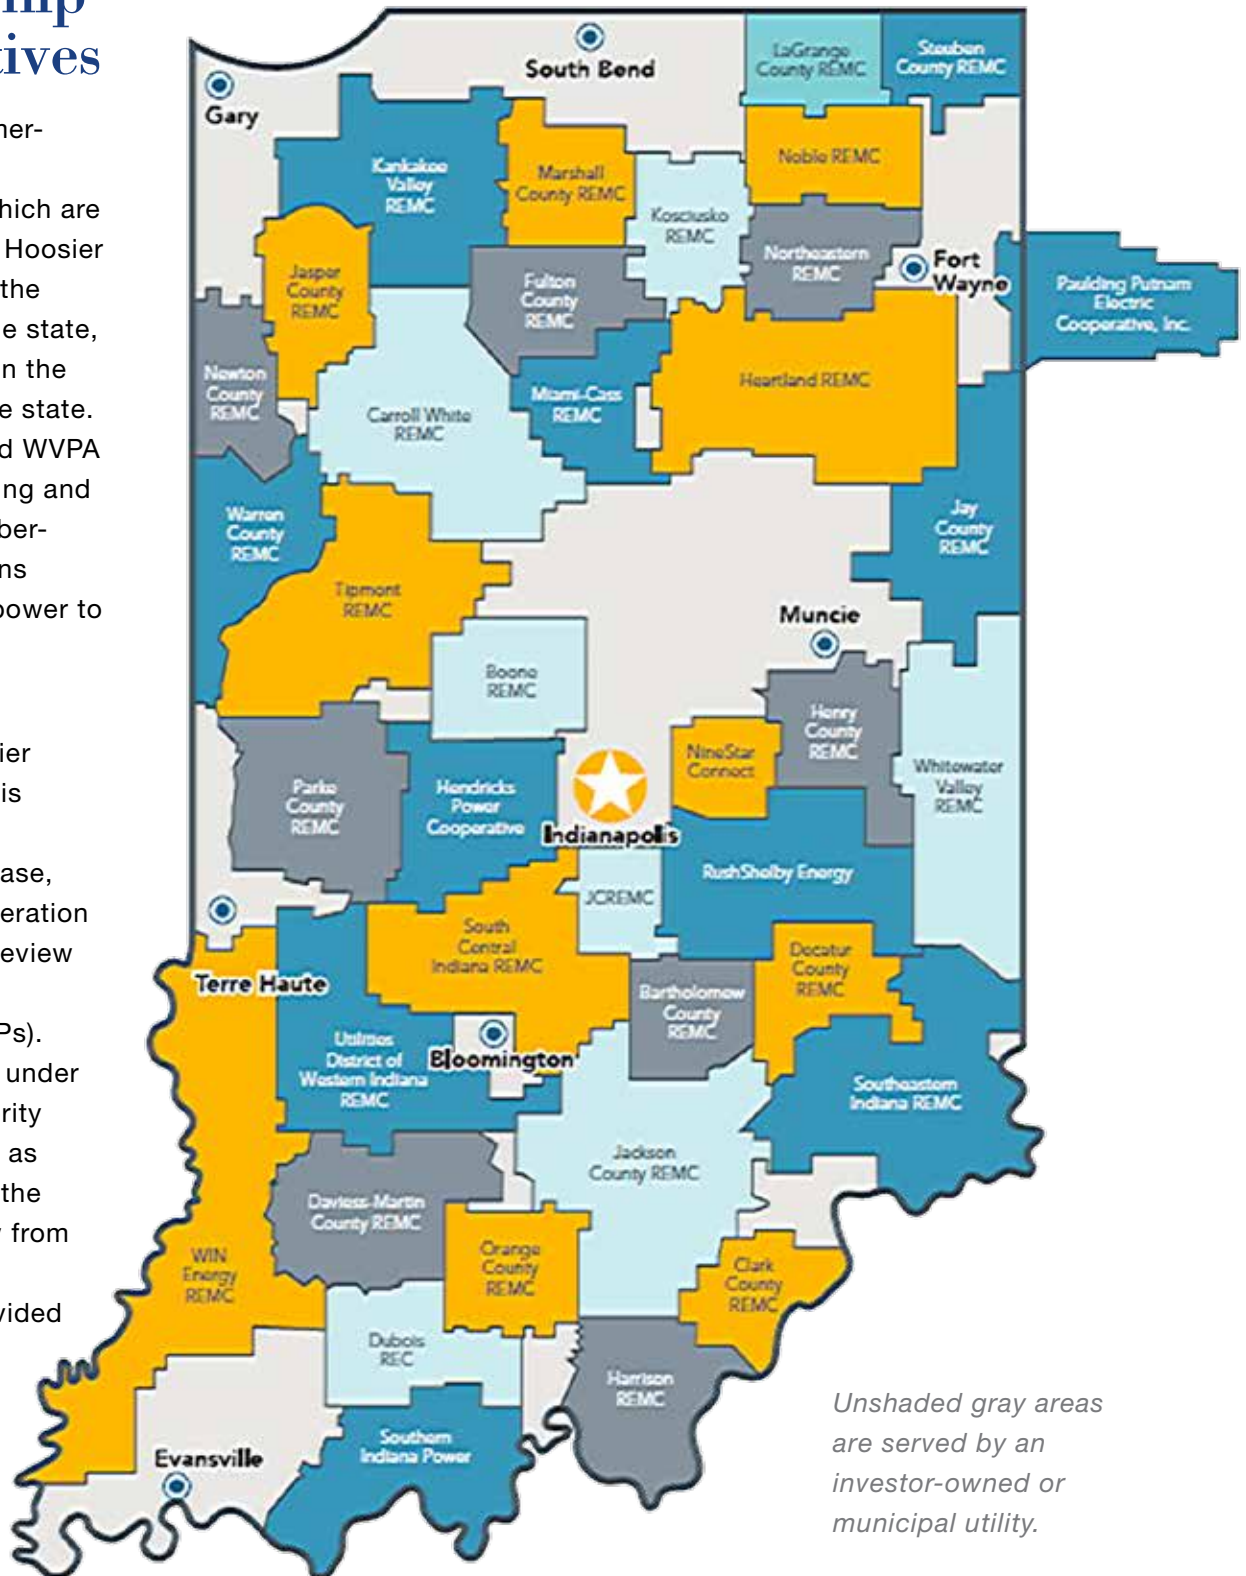 tives
ner-
hich are
Hoosier
the
e state,
n the
e state.
d WVPA
ing and
ber-
ns
power to
ier
is
ase,
eration
eview
Ps).
under
rity
as
the
from
vided
South Bend
Gary
LaGrange
County REMC
Steuben
County REMC
Kankakee
Valley
REMC
Marshall
County REMC
Noble REMC
Kosciusko
REMC
Northeastern
REMC
Fort
Wayne
Paulding Putnam
Electric
Cooperative, Inc.
Jasper
County
REMC
Fulton
County
REMC
Newton
County
REMC
Carroll White
REMC
Miami-Cass
REMC
Heartland REMC
Warren
County
REMC
Jay
County
REMC
Tipmont
REMC
Muncie
Boone
REMC
Henry
County
REMC
NineStar
Connect
Whitewater
Valley
REMC
Parke
County
REMC
Hendricks
Power
Cooperative
Indianapolis
RushShelby Energy
JCREMC
South
Central
Indiana REMC
Decatur
County
REMC
Terre Haute
Bartholomew
County
REMC
Bloomington
Utilities
District of
Western Indiana
REMC
Southeastern
Indiana REMC
Jackson
County REMC
Daviess-Martin
County REMC
WIN
Energy
REMC
Orange
County
REMC
Clark
County
REMC
Dubois
REC
Harrison
REMC
Southern
Indiana Power
Evansville
Unshaded gray areas
are served by an
investor-owned or
municipal utility.